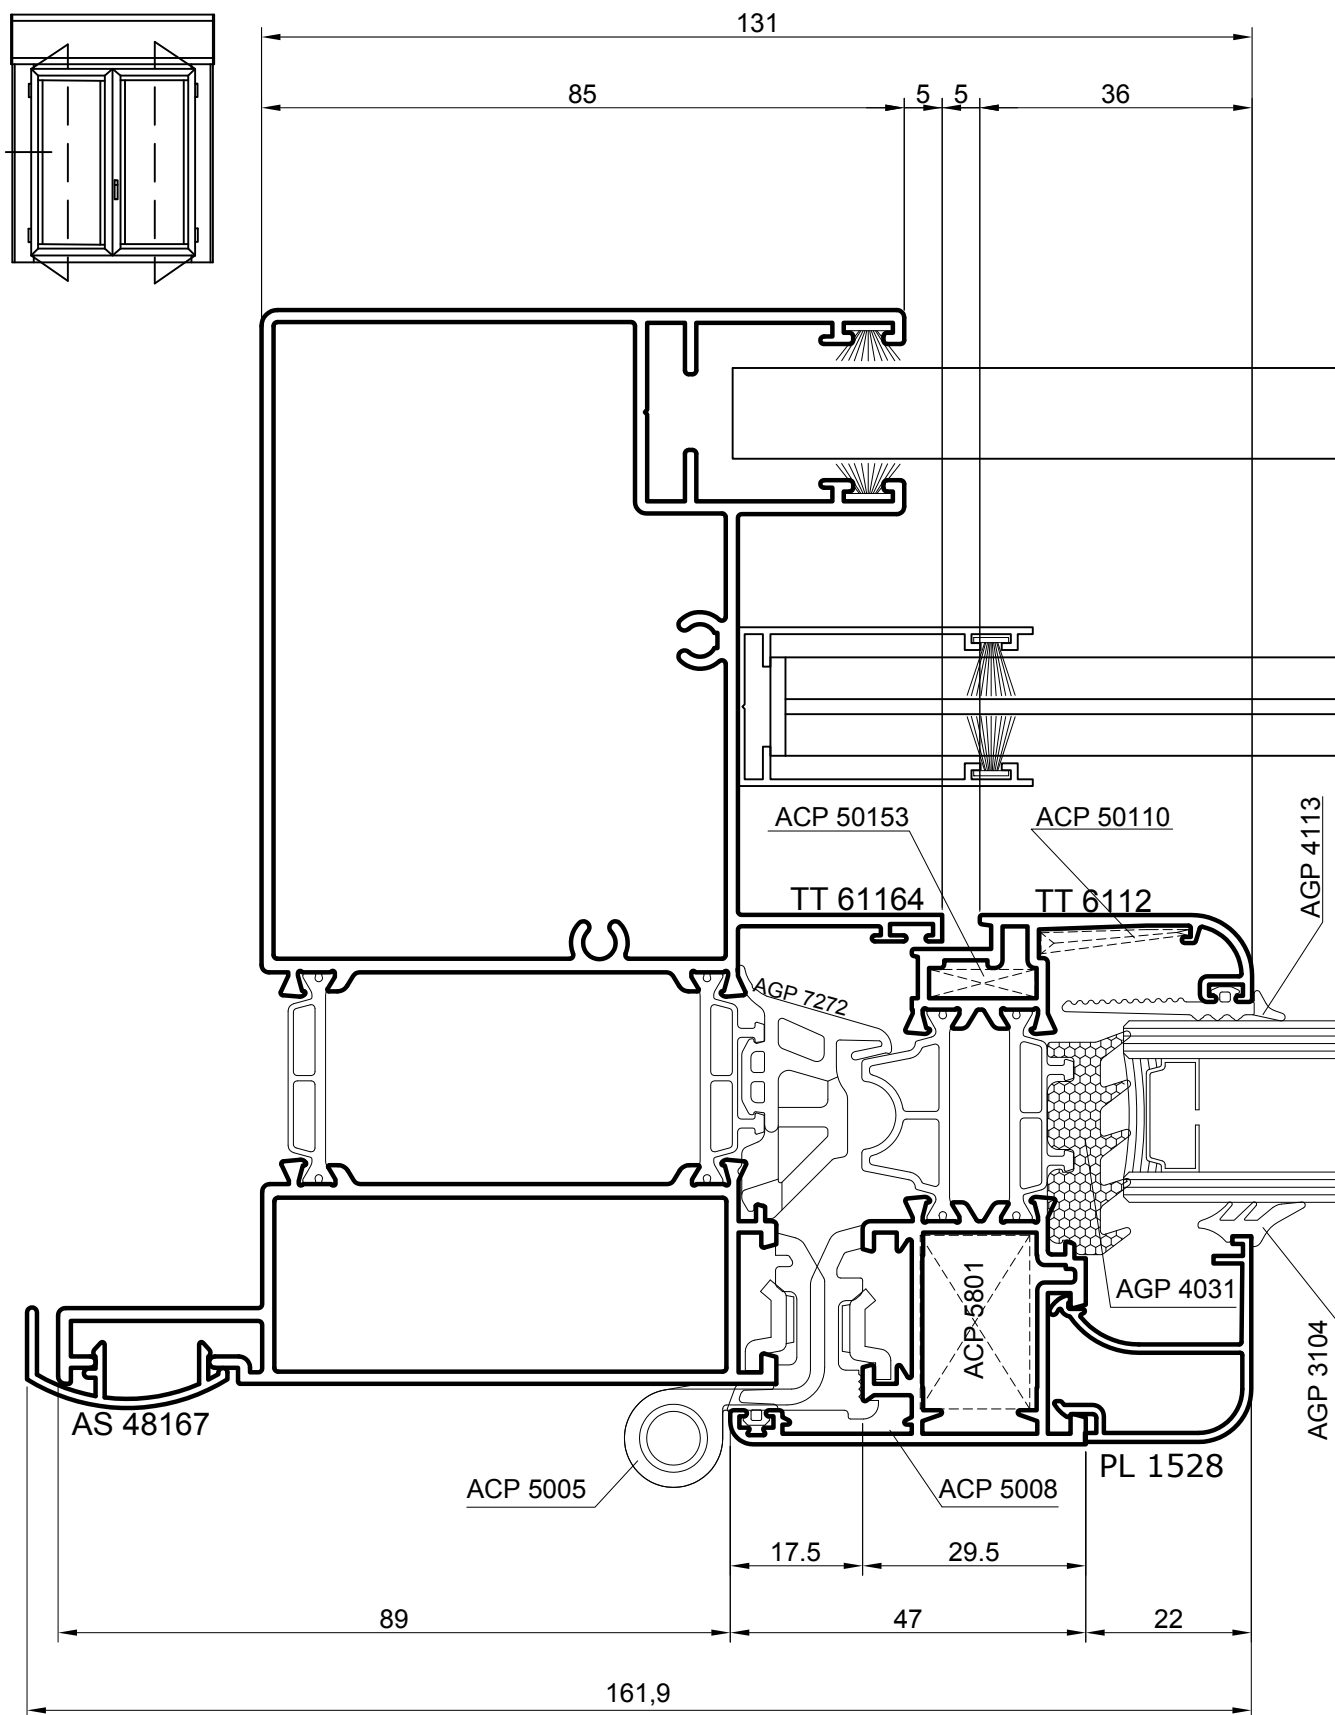 131
85
5
5
36
ACP 50153
ACP 50110
AGP 4113
TT 61164
TT 6112
AGP 7272
ACP 5801
AGP 4031
AGP 3104
AS 48167
PL 1528
ACP 5005
ACP 5008
17.5
29.5
89
47
22
161,9